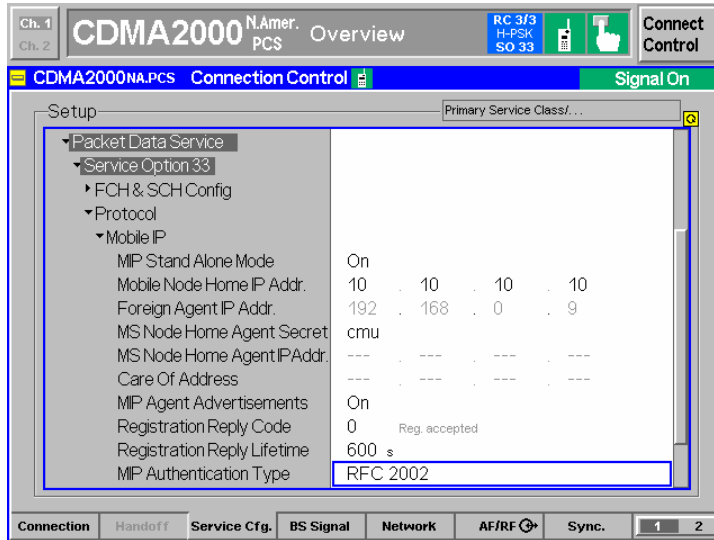 Ch. 1
Ch. 2
CDMA2000 N.Amer. PCS Overview
RC 3/3
H-PSK
SO 33
Connect
Control
CDMA2000 NA.PCS Connection Control
Signal On
Setup
Primary Service Class/...
Packet Data Service
Service Option 33
FCH & SCH Config
Protocol
Mobile IP
MIP Stand Alone Mode On
Mobile Node Home IP Addr. 10 . 10 . 10 . 10
Foreign Agent IP Addr. 192 . 168 . 0 . 9
MS Node Home Agent Secret cmu
MS Node Home Agent IPAddr. --- . --- . --- . ---
Care Of Address --- . --- . --- . ---
MIP Agent Advertisements On
Registration Reply Code 0 Reg. accepted
Registration Reply Lifetime 600 s
MIP Authentication Type RFC 2002
Connection Handoff Service Cfg. BS Signal Network AF/RF Sync. 1 2